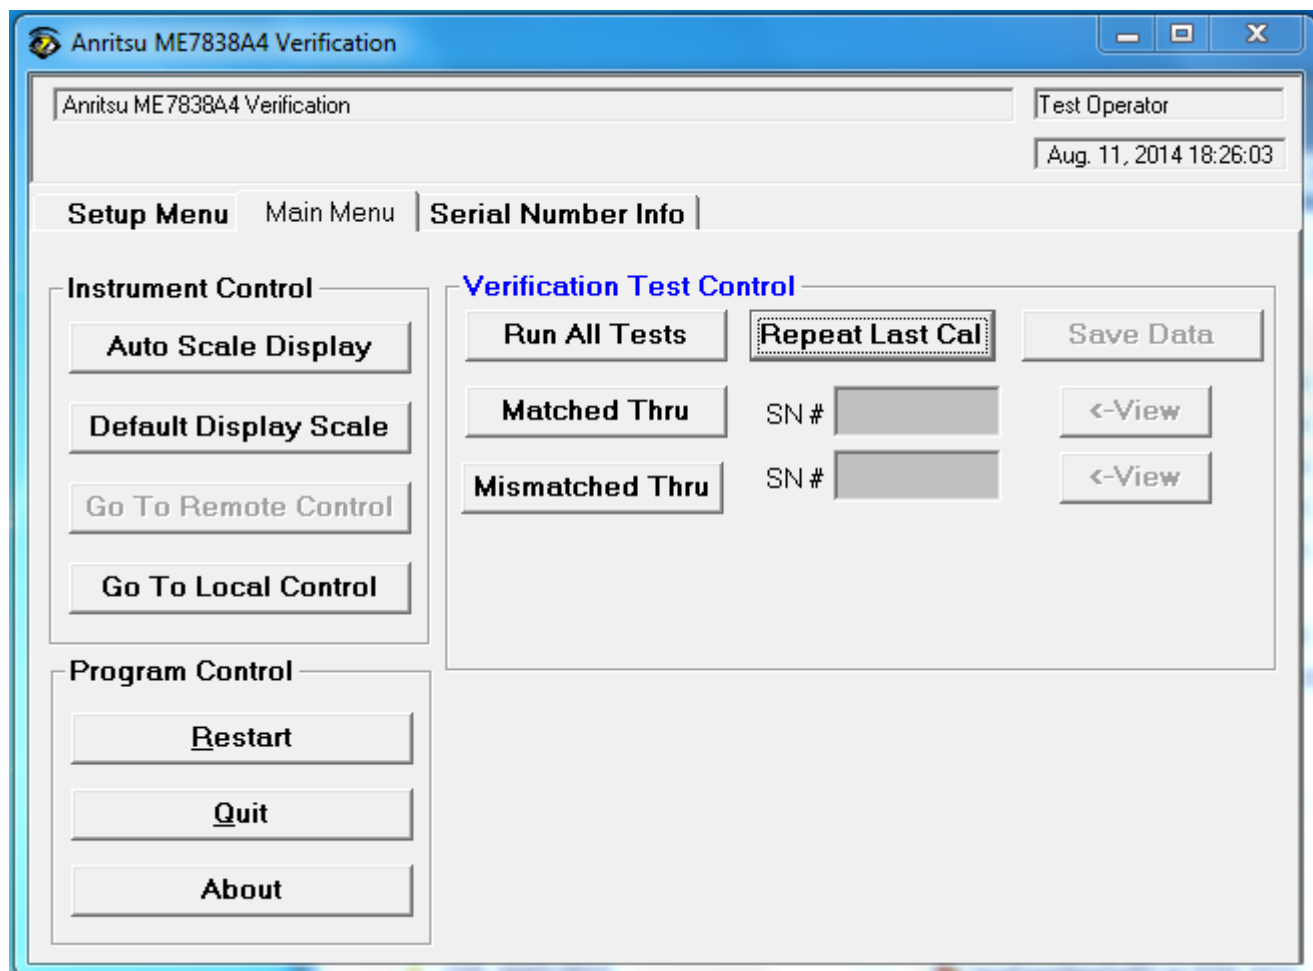 Anritsu ME7838A4 Verification
Anritsu ME7838A4 Verification
Test Operator
Aug. 11, 2014 18:26:03
Setup Menu
Main Menu
Serial Number Info
Instrument Control
Auto Scale Display
Default Display Scale
Go To Remote Control
Go To Local Control
Program Control
Restart
Quit
About
Verification Test Control
Run All Tests
Repeat Last Cal
Save Data
Matched Thru
SN #
<-View
Mismatched Thru
SN #
<-View